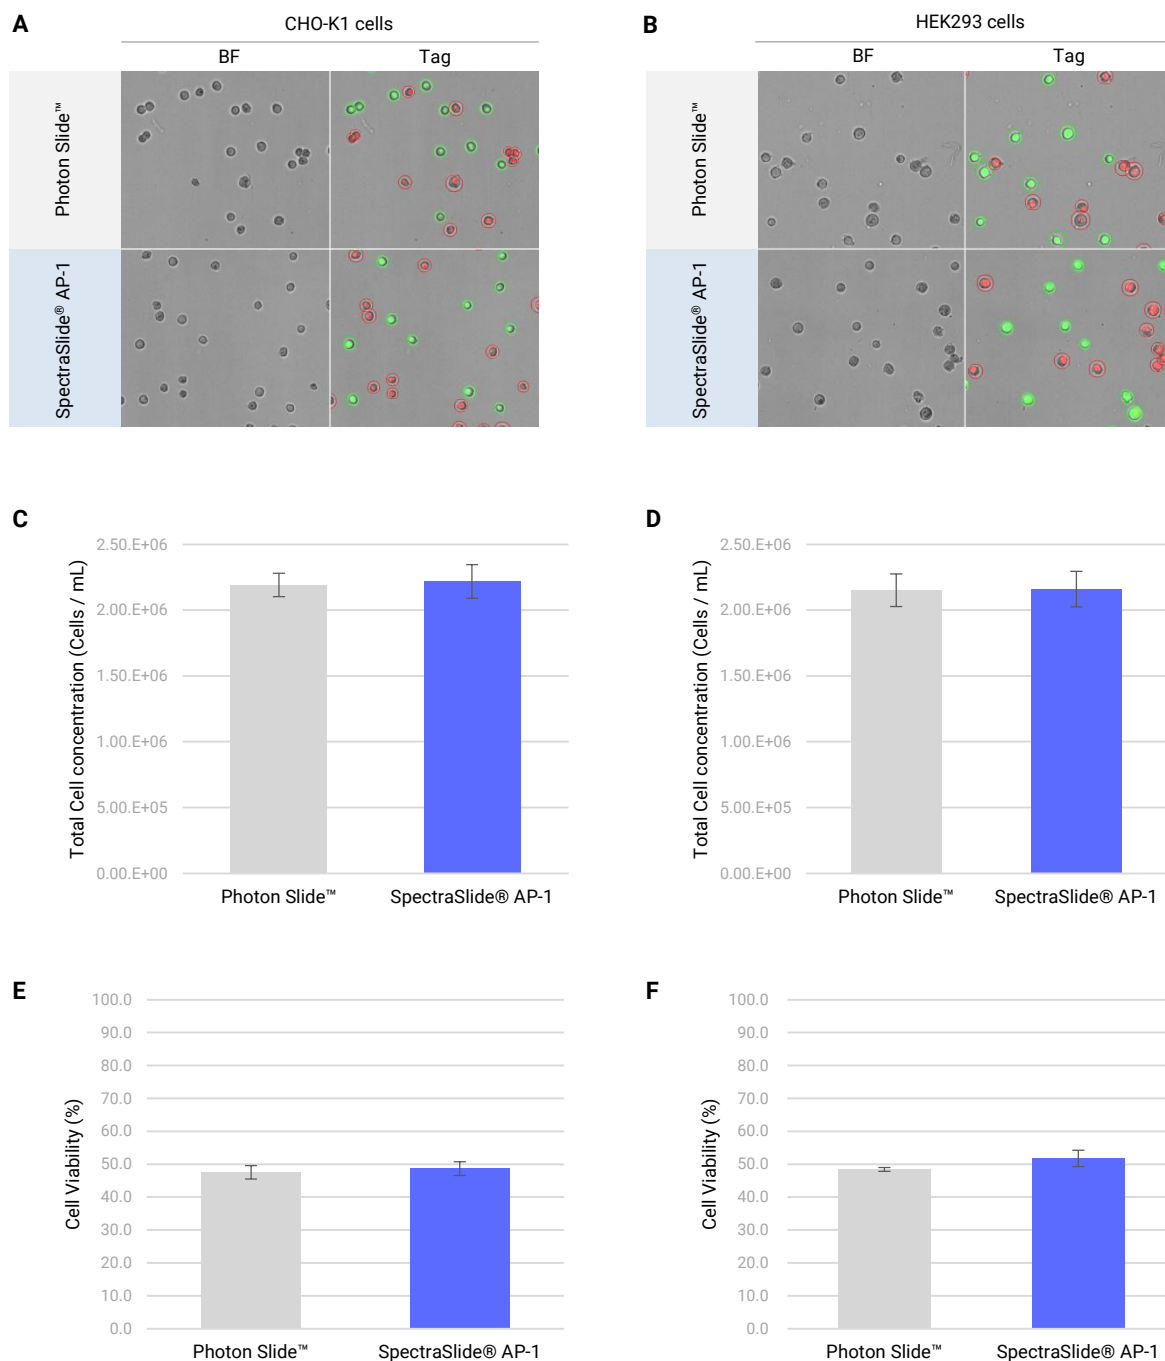 A
CHO-K1 cells
BF
Tag
Photon Slide™
SpectraSlide® AP-1
B
HEK293 cells
BF
Tag
Photon Slide™
SpectraSlide® AP-1
C
Total Cell concentration (Cells / mL)
2.50.E+06
2.00.E+06
1.50.E+06
1.00.E+06
5.00.E+05
0.00.E+00
Photon Slide™
SpectraSlide® AP-1
D
Total Cell concentration (Cells / mL)
2.50.E+06
2.00.E+06
1.50.E+06
1.00.E+06
5.00.E+05
0.00.E+00
Photon Slide™
SpectraSlide® AP-1
E
Cell Viability (%)
100.0
90.0
80.0
70.0
60.0
50.0
40.0
30.0
20.0
10.0
0.0
Photon Slide™
SpectraSlide® AP-1
F
Cell Viability (%)
100.0
90.0
80.0
70.0
60.0
50.0
40.0
30.0
20.0
10.0
0.0
Photon Slide™
SpectraSlide® AP-1